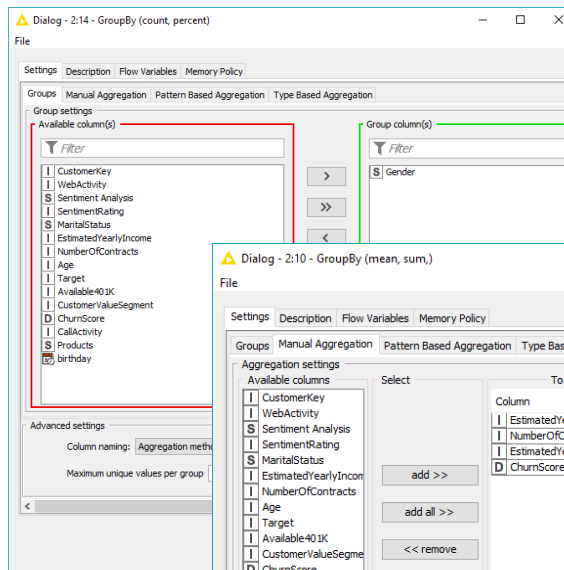 Dialog - 2:14 - GroupBy (count, percent)
File
Settings Description Flow Variables Memory Policy
Groups Manual Aggregation Pattern Based Aggregation Type Based Aggregation
Group settings
Available column(s)
Group column(s)
Filter
Filter
I CustomerKey
I WebActivity
S Sentiment Analysis
I SentimentRating
S MaritalStatus
I EstimatedYearlyIncome
I NumberOfContracts
I Age
I Target
I Available401K
I CustomerValueSegment
D ChurnScore
I CallActivity
S Products
birthday
>
>>
<
S Gender
Advanced settings
Column naming: Aggregation metho
Maximum unique values per group
<
Dialog - 2:10 - GroupBy (mean, sum,)
File
Settings Description Flow Variables Memory Policy
Groups Manual Aggregation Pattern Based Aggregation Type Bas
Aggregation settings
Available columns
Select
To
I CustomerKey
I WebActivity
S Sentiment Analysis
I SentimentRating
S MaritalStatus
I EstimatedYearlyIncom
I NumberOfContracts
I Age
I Target
I Available401K
I CustomerValueSegme
D ChurnScore
add >>
add all >>
<< remove
Column
I EstimatedYe
I NumberOfC
I EstimatedYe
D ChurnScore